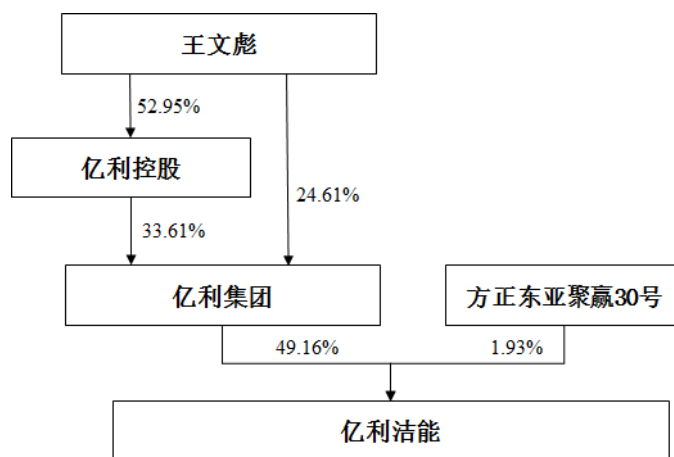 王文彪
52.95%
亿利控股
24.61%
33.61%
亿利集团
方正东亚聚赢30号
49.16%
1.93%
亿利洁能